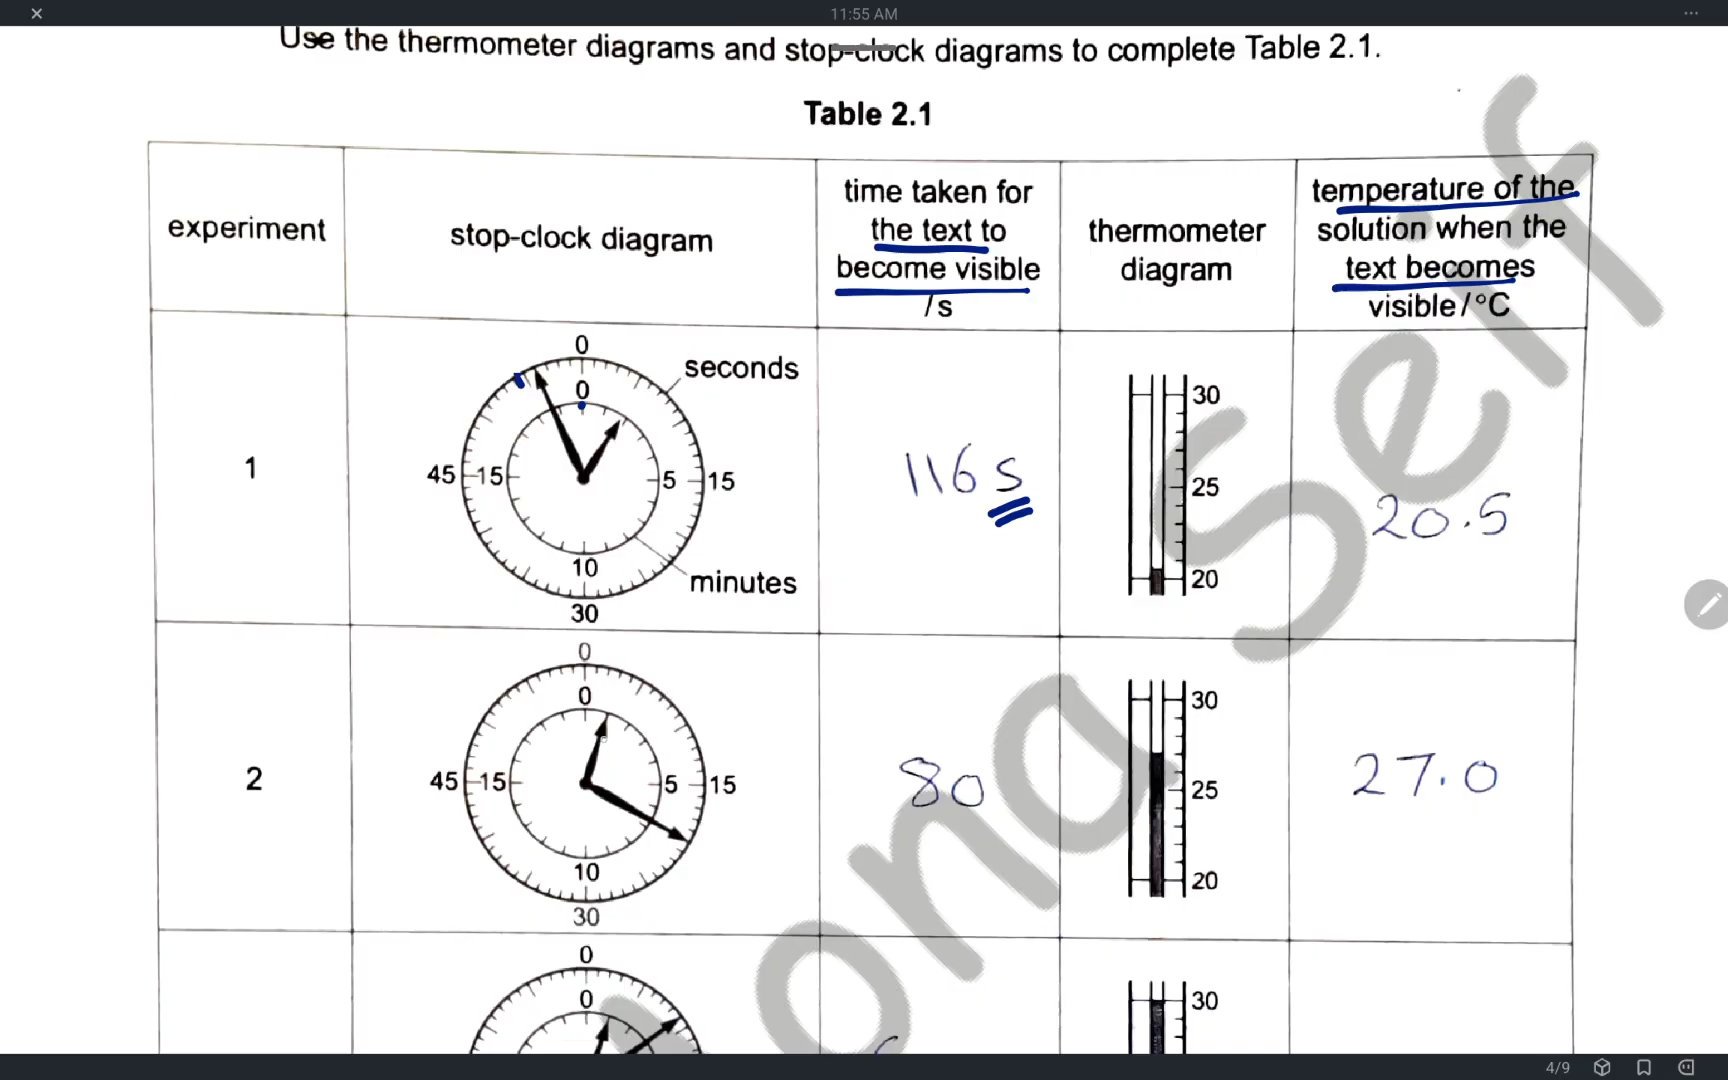 11:55 AM
Use the thermometer diagrams and stop-clock diagrams to complete Table 2.1.
Table 2.1
experiment
stop-clock diagram
time taken for
the text to
become visible
/s
thermometer
diagram
temperature of the
solution when the
text becomes
visible/°C
1
0
seconds
0
45
15
5
15
10
minutes
30
116s
30
25
20
20.5
2
0
0
45
15
5
15
10
30
80
30
25
20
27.0
0
0
30
ona Seif
4/9